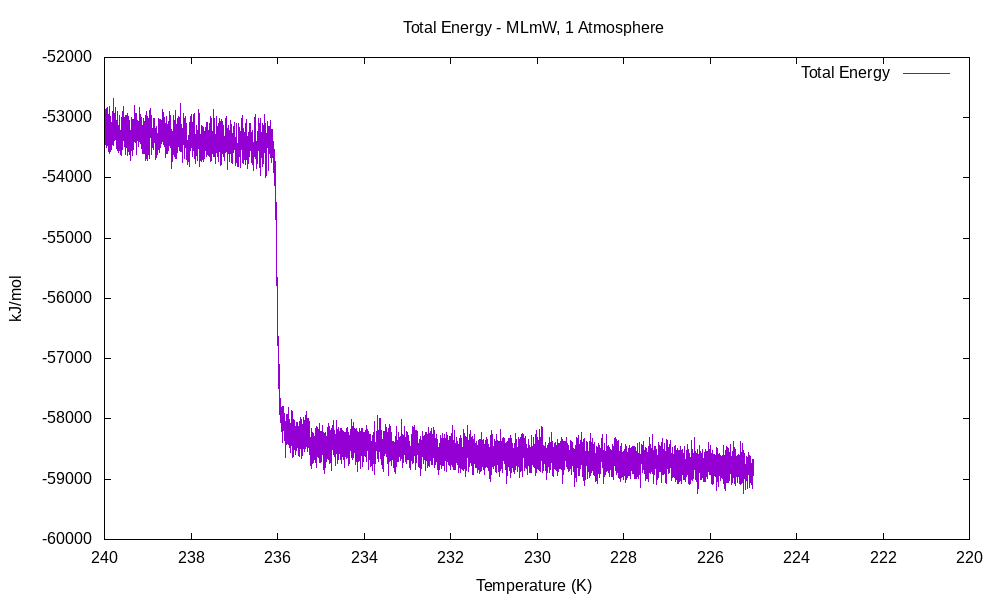 Total Energy - MLmW, 1 Atmosphere
Total Energy
-52000
-53000
-54000
-55000
-56000
-57000
-58000
-59000
-60000
kJ/mol
240 238 236 234 232 230 228 226 224 222 220
Temperature (K)